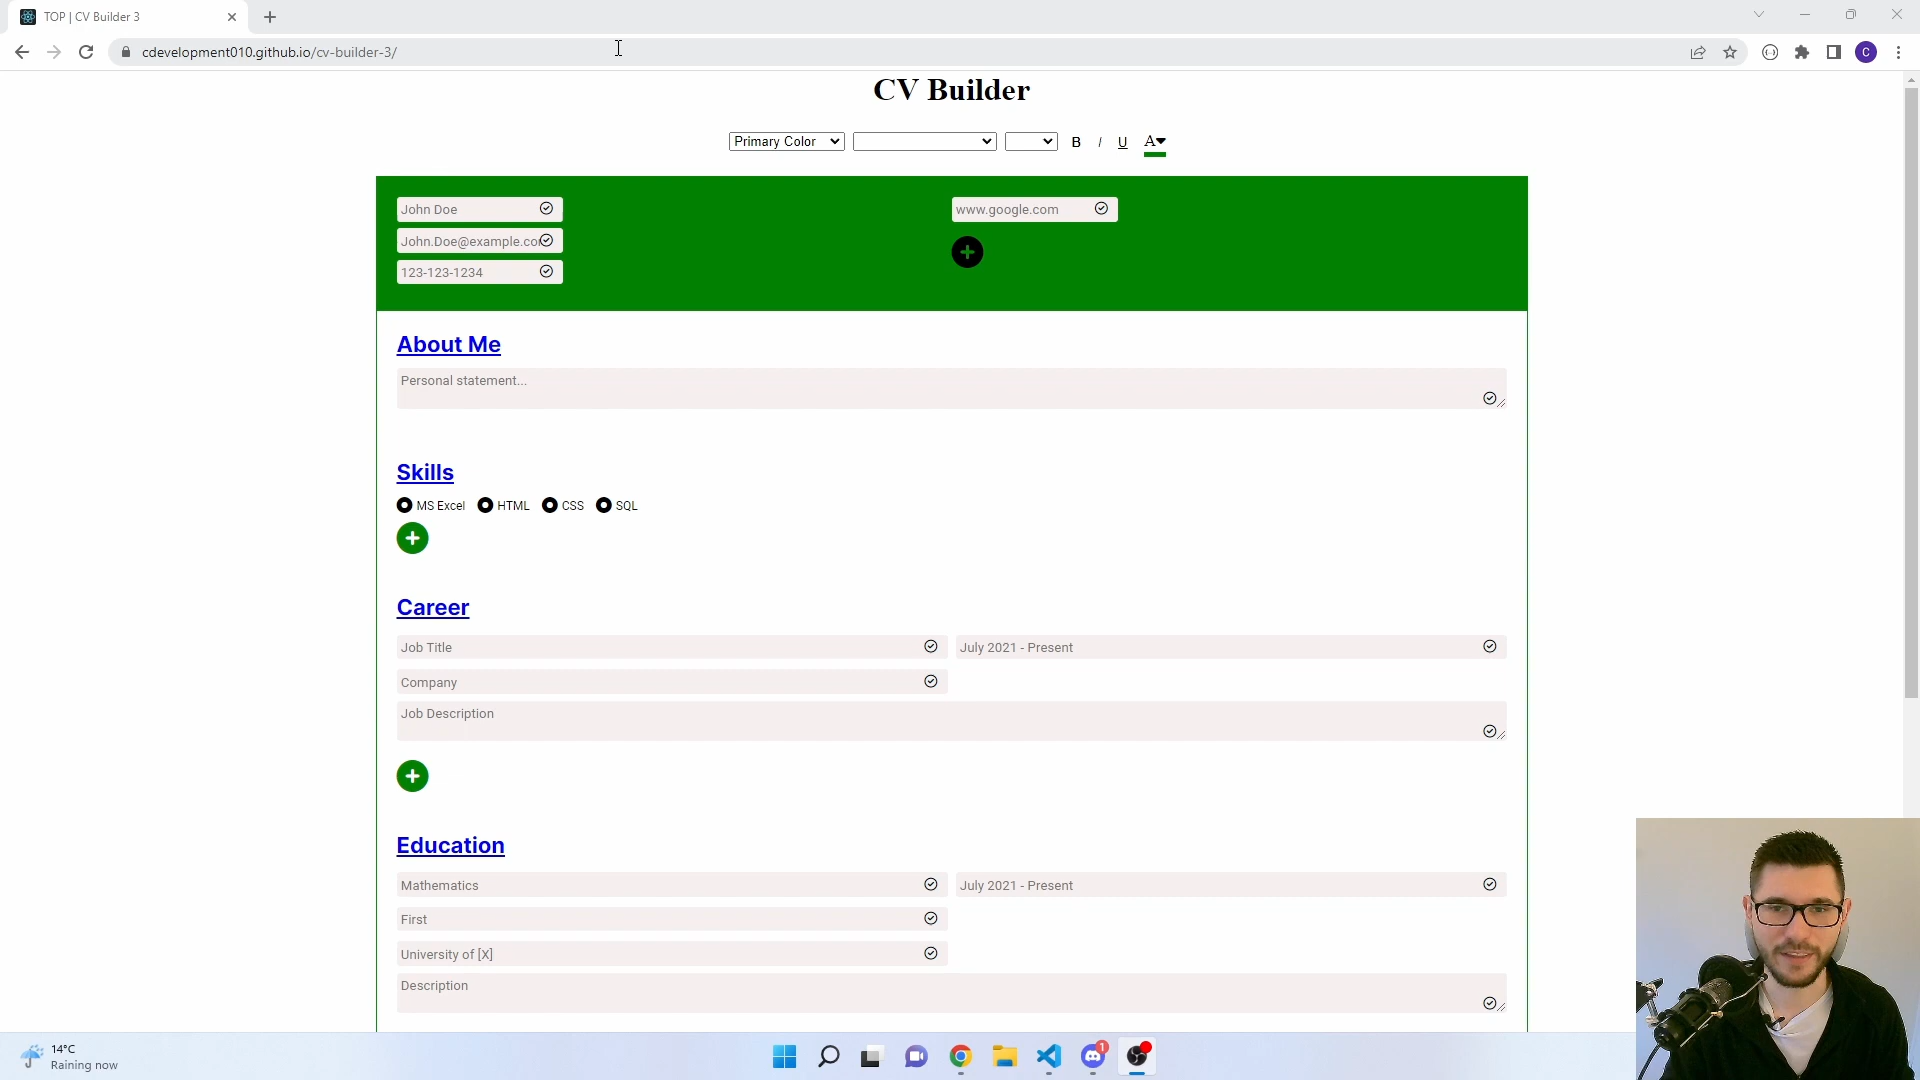 TOP | CV Builder 3
cdevelopment010.github.io/cv-builder-3/
C
CV Builder
Primary Color
B I U A
John Doe
www.google.com
John.Doe@example.co
123-123-1234
About Me
Personal statement...
Skills
MS Excel HTML CSS SQL
Career
Job Title
July 2021 - Present
Company
Job Description
Education
Mathematics
July 2021 - Present
First
University of [X]
Description
14°C
Raining now
1